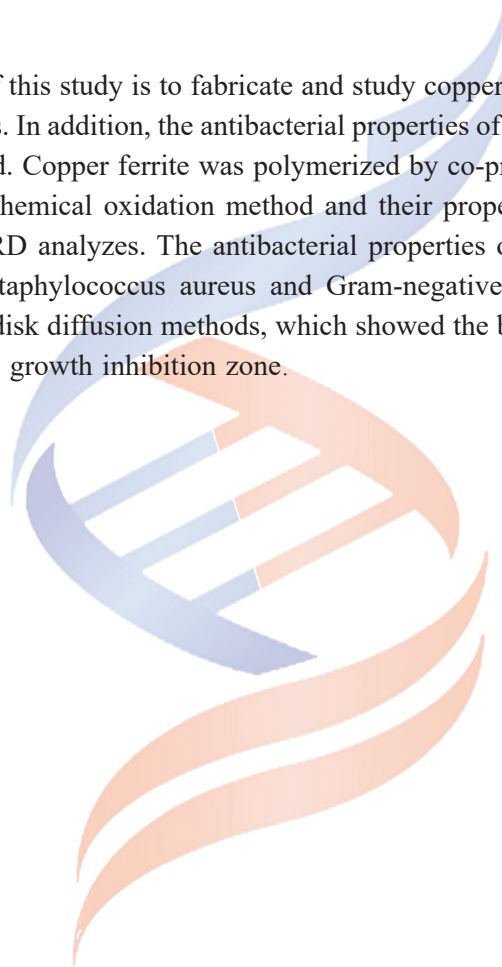 f this study is to fabricate and study copper
s. In addition, the antibacterial properties of
d. Copper ferrite was polymerized by co-pr
hemical oxidation method and their prope
RD analyzes. The antibacterial properties o
taphylococcus aureus and Gram-negative
disk diffusion methods, which showed the b
growth inhibition zone.